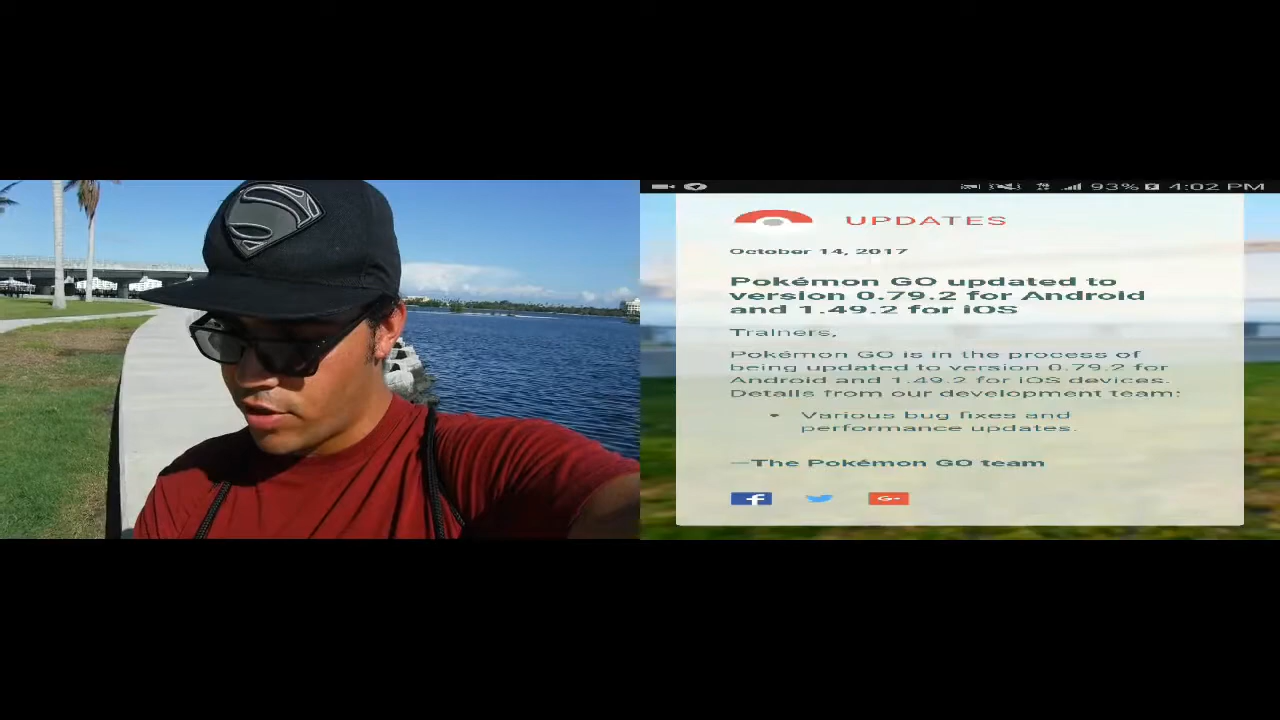 93% 4:02 PM
UPDATES
October 14, 2017
Pokémon GO updated to
version 0.79.2 for Android
and 1.49.2 for iOS
Trainers,
Pokémon GO is in the process of
being updated to version 0.79.2 for
Android and 1.49.2 for iOS devices.
Details from our development team:
• Various bug fixes and
performance updates.
—The Pokémon GO team
f
G+